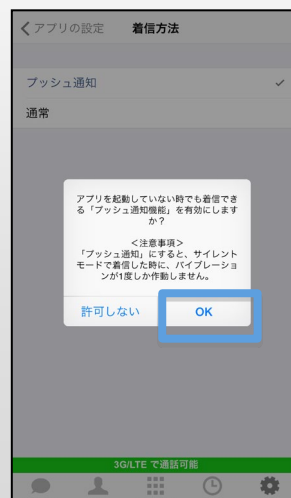 アプリの設定 着信方法
プッシュ通知
通常
アプリを起動していない時でも着信でき
る「プッシュ通知機能」を有効にします
か?
<注意事項>
「プッシュ通知」にすると、サイレント
モードで着信した時に、バイブレーショ
ンが1度しか作動しません。
許可しない OK
3G/LTE で通話可能